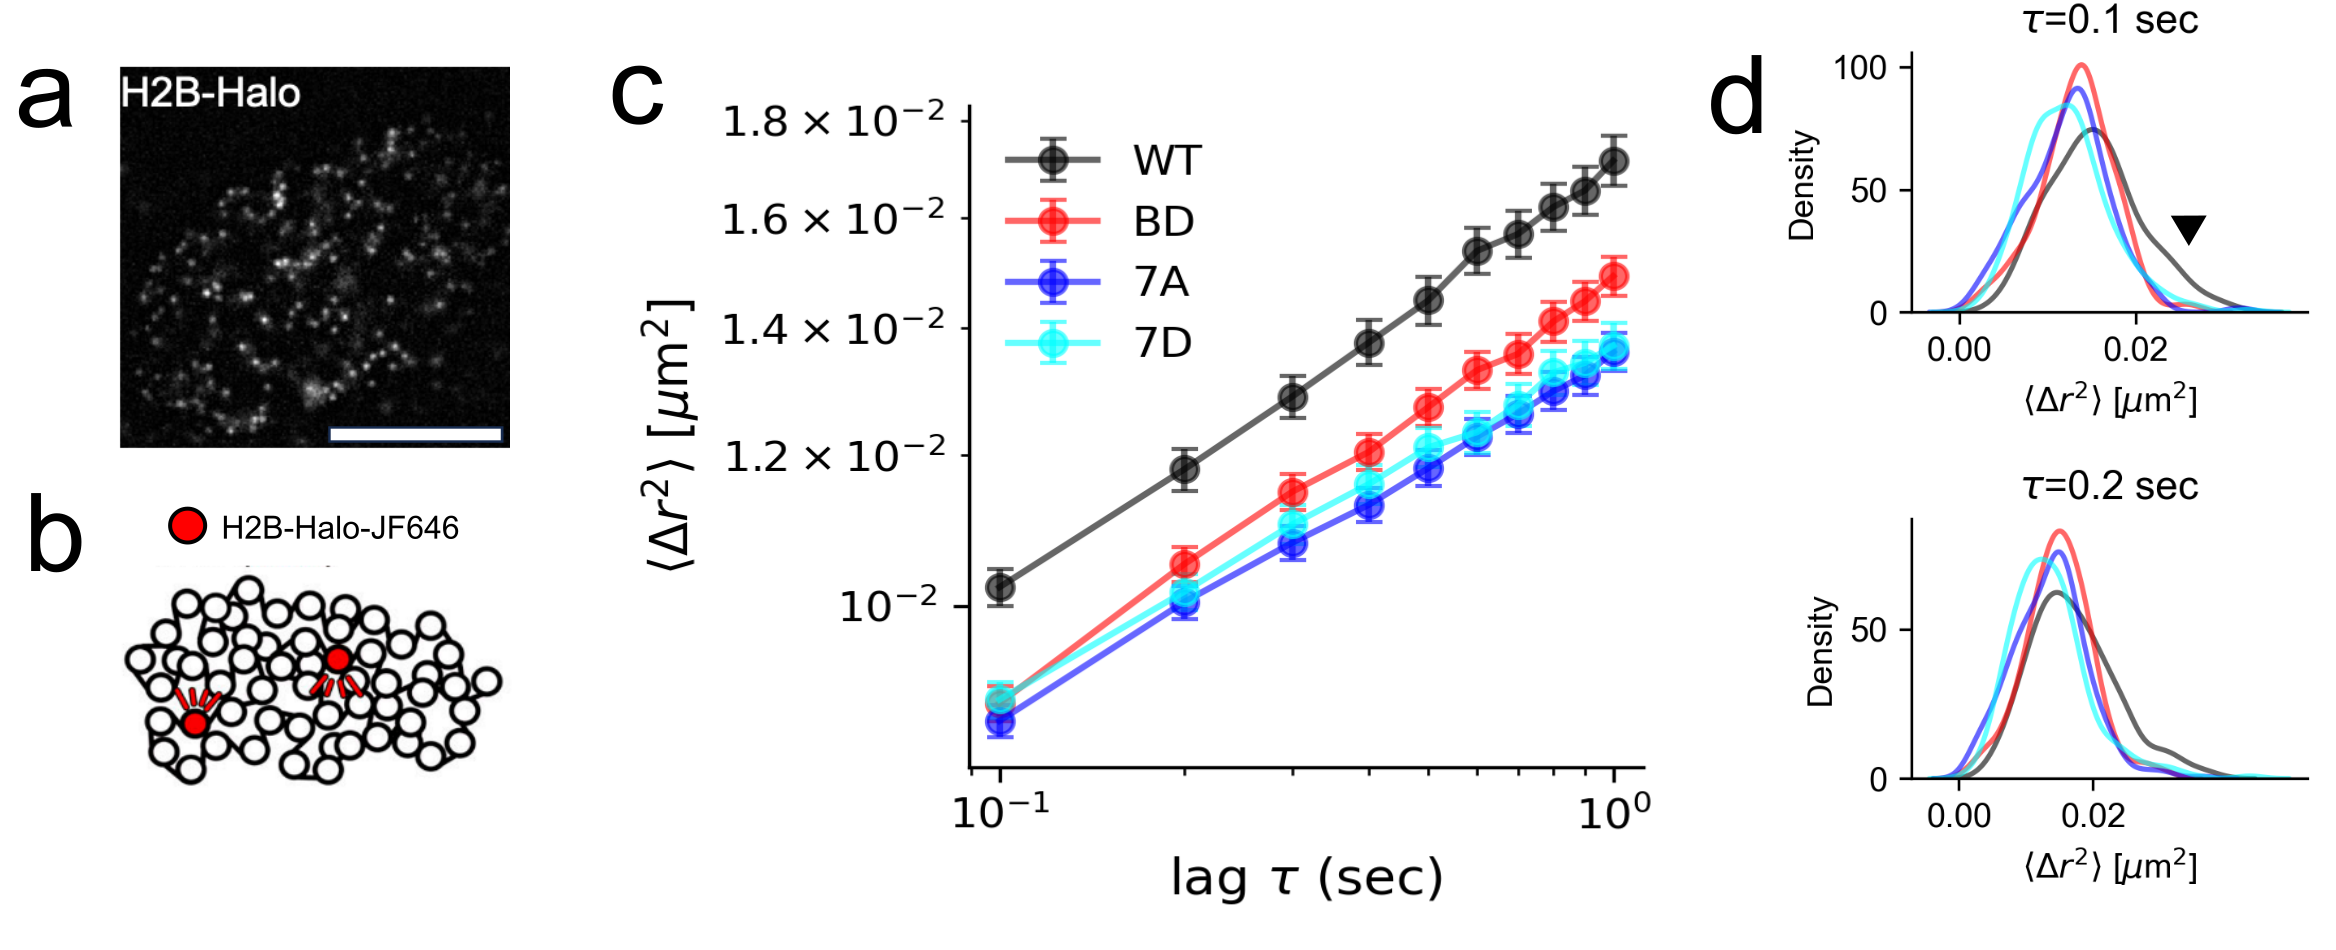 a
H2B-Halo
b
H2B-Halo-JF646
c
1.8 × 10⁻²
1.6 × 10⁻²
1.4 × 10⁻²
1.2 × 10⁻²
10⁻²
⟨Δr²⟩ [μm²]
WT
BD
7A
7D
10⁻¹ 10⁰
lag τ (sec)
d
τ=0.1 sec
100
50
0
Density
0.00 0.02
⟨Δr²⟩ [μm²]
τ=0.2 sec
50
0
Density
0.00 0.02
⟨Δr²⟩ [μm²]